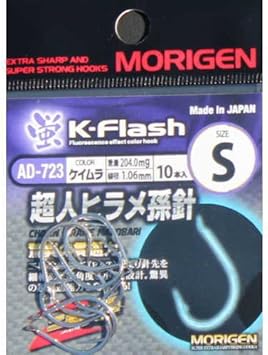 EXTRA SHARP AND
SUPER STRONG HOOKS
MORIGEN
Made in JAPAN
蛍 K-Flash
Fluorescence effect color hook
SIZE
S
AD-723
COLOR
ケイムラ
重量 204.0mg
線径 1.06mm
10本入
超人ヒラメ孫針
MORIGEN